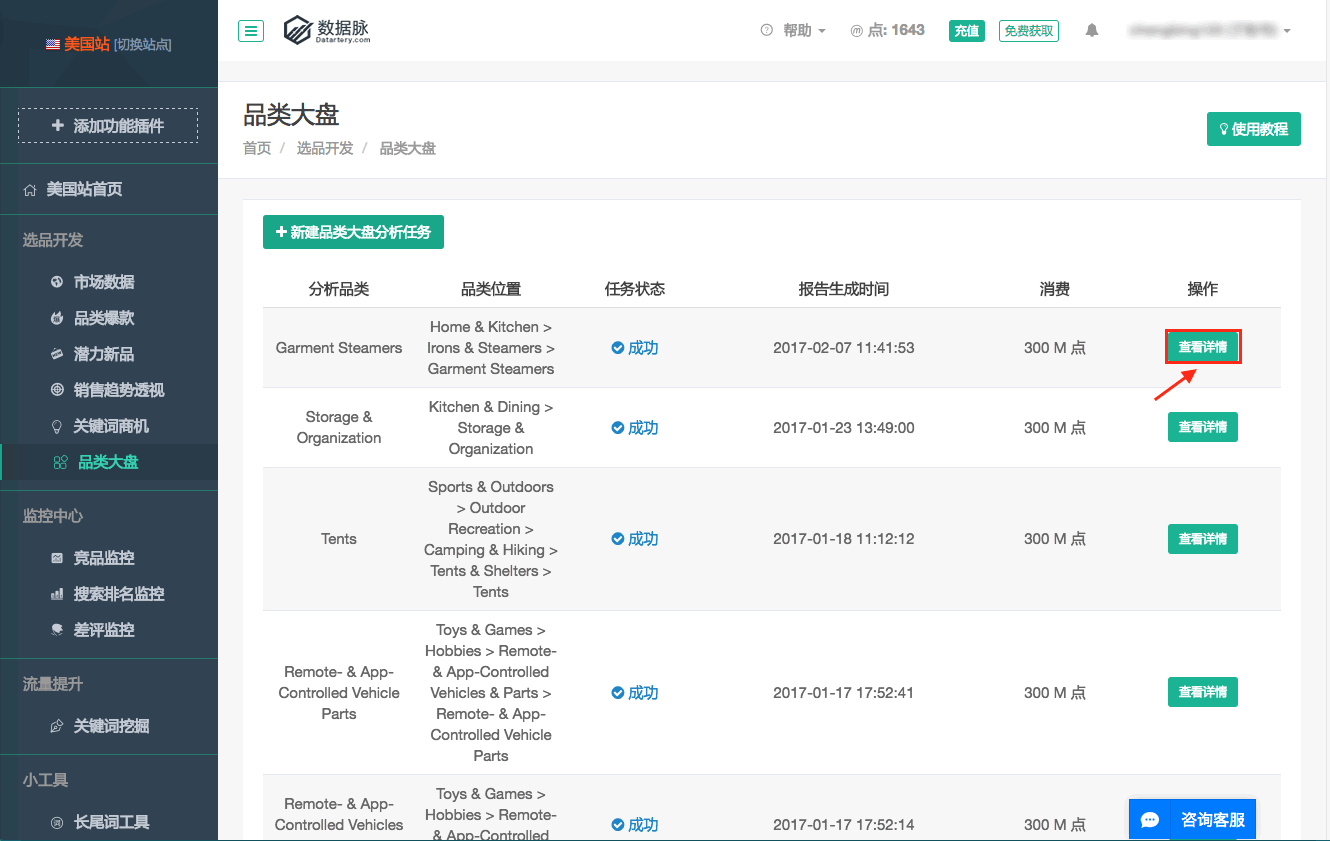 美国站 [切换站点]
添加功能插件
美国站首页
选品开发
市场数据
品类爆款
潜力新品
销售趋势透视
关键词商机
品类大盘
监控中心
竞品监控
搜索排名监控
差评监控
流量提升
关键词挖掘
小工具
长尾词工具
数据脉
Datartery.com
帮助
点: 1643
充值
免费获取
品类大盘
首页 / 选品开发 / 品类大盘
使用教程
新建品类大盘分析任务
分析品类 品类位置 任务状态 报告生成时间 消费 操作
Garment Steamers
Home & Kitchen >
Irons & Steamers >
Garment Steamers
成功
2017-02-07 11:41:53
300 M 点
查看详情
Storage &
Organization
Kitchen & Dining >
Storage &
Organization
成功
2017-01-23 13:49:00
300 M 点
查看详情
Tents
Sports & Outdoors
> Outdoor
Recreation >
Camping & Hiking >
Tents & Shelters >
Tents
成功
2017-01-18 11:12:12
300 M 点
查看详情
Remote- & App-
Controlled Vehicle
Parts
Toys & Games >
Hobbies > Remote-
& App-Controlled
Vehicles & Parts >
Remote- & App-
Controlled Vehicle
Parts
成功
2017-01-17 17:52:41
300 M 点
查看详情
Remote- & App-
Controlled Vehicles
Toys & Games >
Hobbies > Remote-
& App-Controlled
成功
2017-01-17 17:52:14
300 M 点
咨询客服